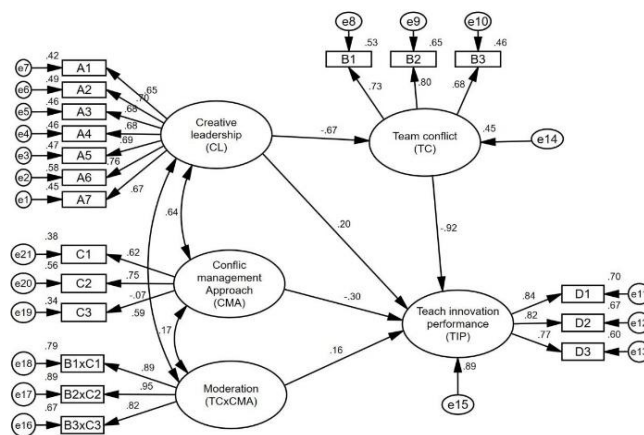 e8
e9
e10
.53
.65
.46
B1
B2
B3
.73
.80
.68
.42
e7
A1
.49
e6
A2
.46
e5
A3
.46
e4
A4
.47
e3
A5
.58
e2
A6
.45
e1
A7
.65
.70
.68
.68
.69
.76
.67
Creative
leadership
(CL)
-.67
Team conflict
(TC)
.45
e14
.64
.20
-.92
.38
e21
C1
.56
e20
C2
.34
e19
C3
.62
.75
-.07
.59
Conflic
management
Approach
(CMA)
-.30
Teach innovation
performance
(TIP)
.84
.82
.77
.70
D1
.67
D2
.60
D3
e1
e1
e1
-.17
.16
.79
e18
B1xC1
.89
e17
B2xC2
.67
e16
B3xC3
.89
.95
.82
Moderation
(TCxCMA)
.89
e15